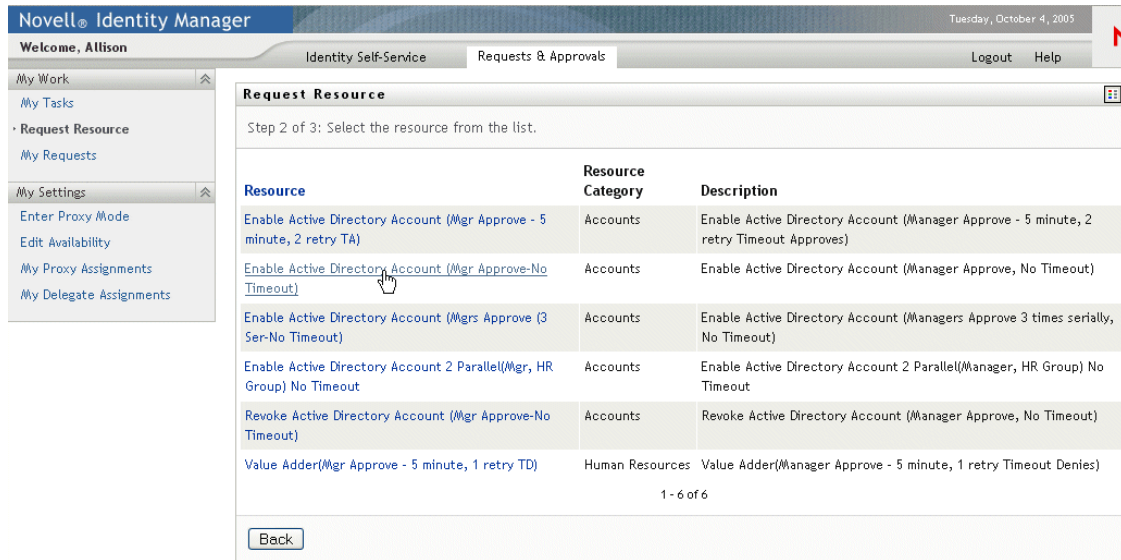 Novell® Identity Manager
Tuesday, October 4, 2005
Welcome, Allison
Identity Self-Service
Requests & Approvals
Logout
Help
My Work
My Tasks
Request Resource
My Requests
My Settings
Enter Proxy Mode
Edit Availability
My Proxy Assignments
My Delegate Assignments
Request Resource
Step 2 of 3: Select the resource from the list.
Resource
Resource
Category
Description
Enable Active Directory Account (Mgr Approve - 5
minute, 2 retry TA)
Accounts
Enable Active Directory Account (Manager Approve - 5 minute, 2
retry Timeout Approves)
Enable Active Directory Account (Mgr Approve-No
Timeout)
Accounts
Enable Active Directory Account (Manager Approve, No Timeout)
Enable Active Directory Account (Mgrs Approve (3
Ser-No Timeout)
Accounts
Enable Active Directory Account (Managers Approve 3 times serially,
No Timeout)
Enable Active Directory Account 2 Parallel(Mgr, HR
Group) No Timeout
Accounts
Enable Active Directory Account 2 Parallel(Manager, HR Group) No
Timeout
Revoke Active Directory Account (Mgr Approve-No
Timeout)
Accounts
Revoke Active Directory Account (Manager Approve, No Timeout)
Value Adder(Mgr Approve - 5 minute, 1 retry TD)
Human Resources
Value Adder(Manager Approve - 5 minute, 1 retry Timeout Denies)
1 - 6 of 6
Back